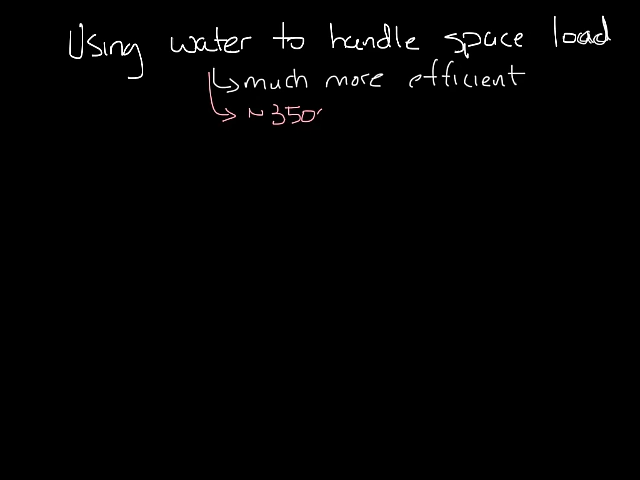 Using water to handle space load
↳ much more efficient
↳ ~350